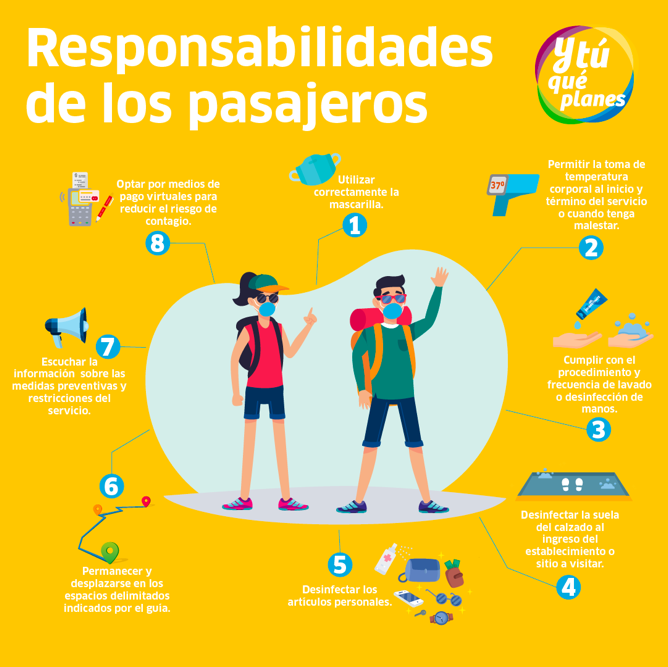 Responsabilidades
de los pasajeros
Y tú
qué
planes
Utilizar
correctamente la
mascarilla.
1
37º
Permitir la toma de
temperatura
corporal al inicio y
término del servicio
o cuando tenga
malestar.
2
Cumplir con el
procedimiento y
frecuencia de lavado
o desinfección de
manos.
3
Desinfectar la suela
del calzado al
ingreso del
establecimiento o
sitio a visitar.
4
5
Desinfectar los
artículos personales.
6
Permanecer y
desplazarse en los
espacios delimitados
indicados por el guía.
7
Escuchar la
información sobre las
medidas preventivas y
restricciones del
servicio.
Optar por medios de
pago virtuales para
reducir el riesgo de
contagio.
8